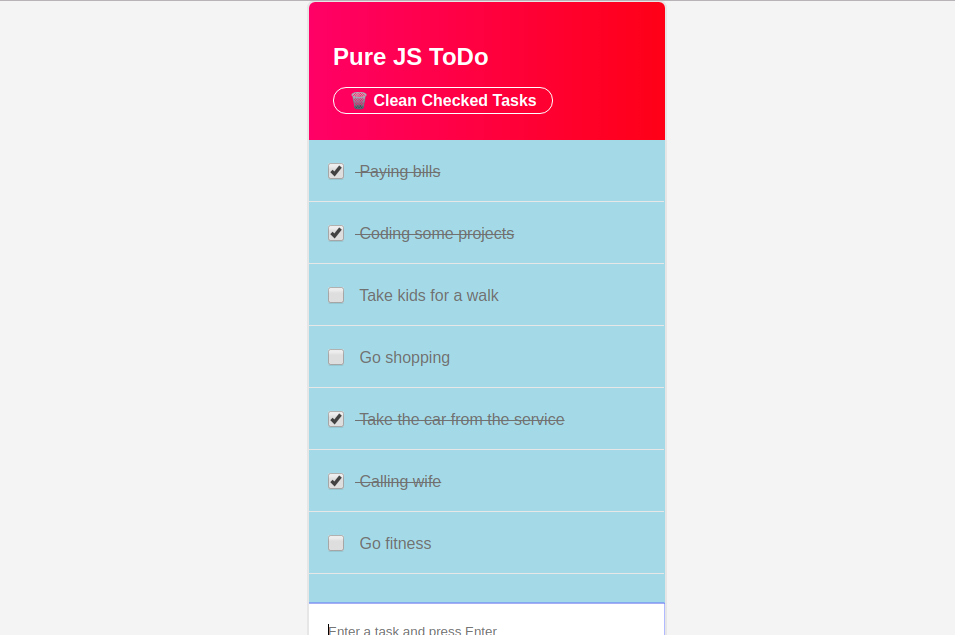 Pure JS ToDo
Clean Checked Tasks
Paying bills
Coding some projects
Take kids for a walk
Go shopping
Take the car from the service
Calling wife
Go fitness
Enter a task and press Enter